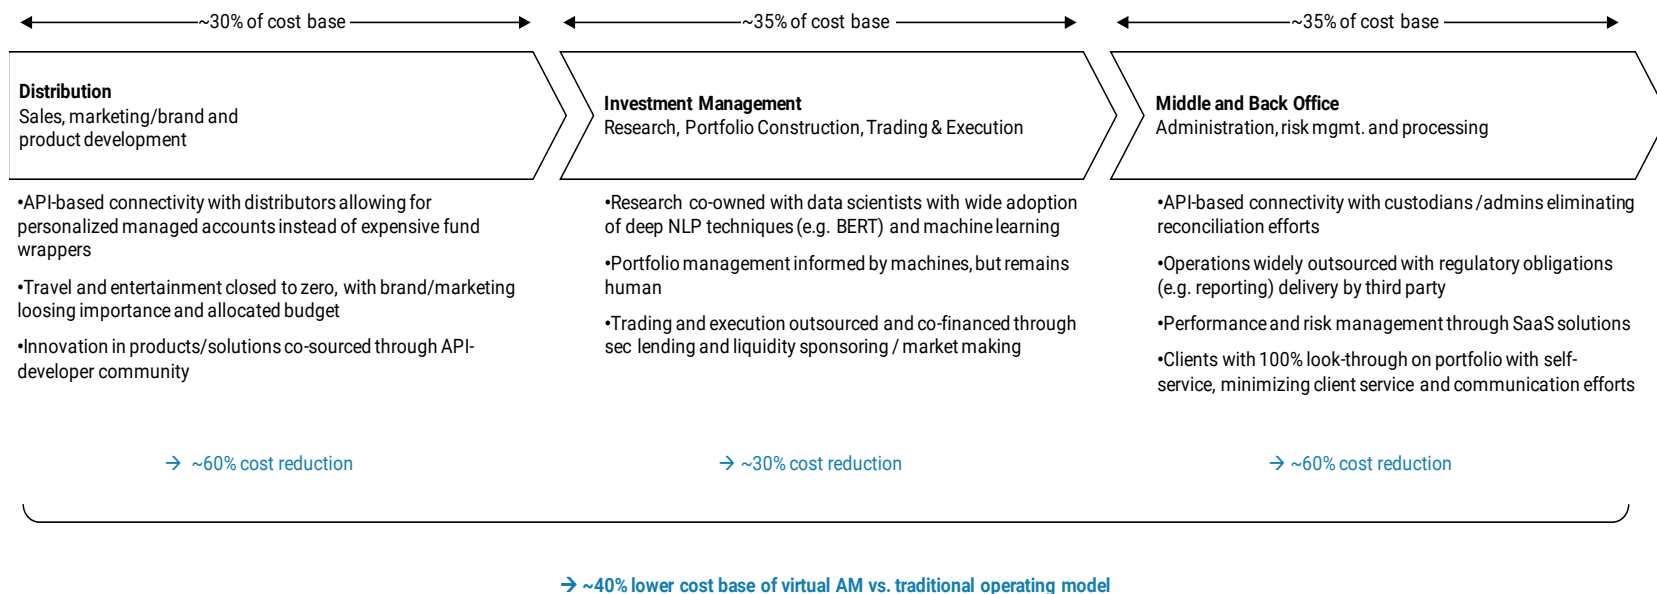 ~30% of cost base
~35% of cost base
~35% of cost base
Distribution
Sales, marketing/brand and
product development
Investment Management
Research, Portfolio Construction, Trading & Execution
Middle and Back Office
Administration, risk mgmt. and processing
•API-based connectivity with distributors allowing for
personalized managed accounts instead of expensive fund
wrappers
•Travel and entertainment closed to zero, with brand/marketing
loosing importance and allocated budget
•Innovation in products/solutions co-sourced through API-
developer community
•Research co-owned with data scientists with wide adoption
of deep NLP techniques (e.g. BERT) and machine learning
•Portfolio management informed by machines, but remains
human
•Trading and execution outsourced and co-financed through
sec lending and liquidity sponsoring / market making
•API-based connectivity with custodians /admins eliminating
reconciliation efforts
•Operations widely outsourced with regulatory obligations
(e.g. reporting) delivery by third party
•Performance and risk management through SaaS solutions
•Clients with 100% look-through on portfolio with self-
service, minimizing client service and communication efforts
→ ~60% cost reduction
→ ~30% cost reduction
→ ~60% cost reduction
→ ~40% lower cost base of virtual AM vs. traditional operating model